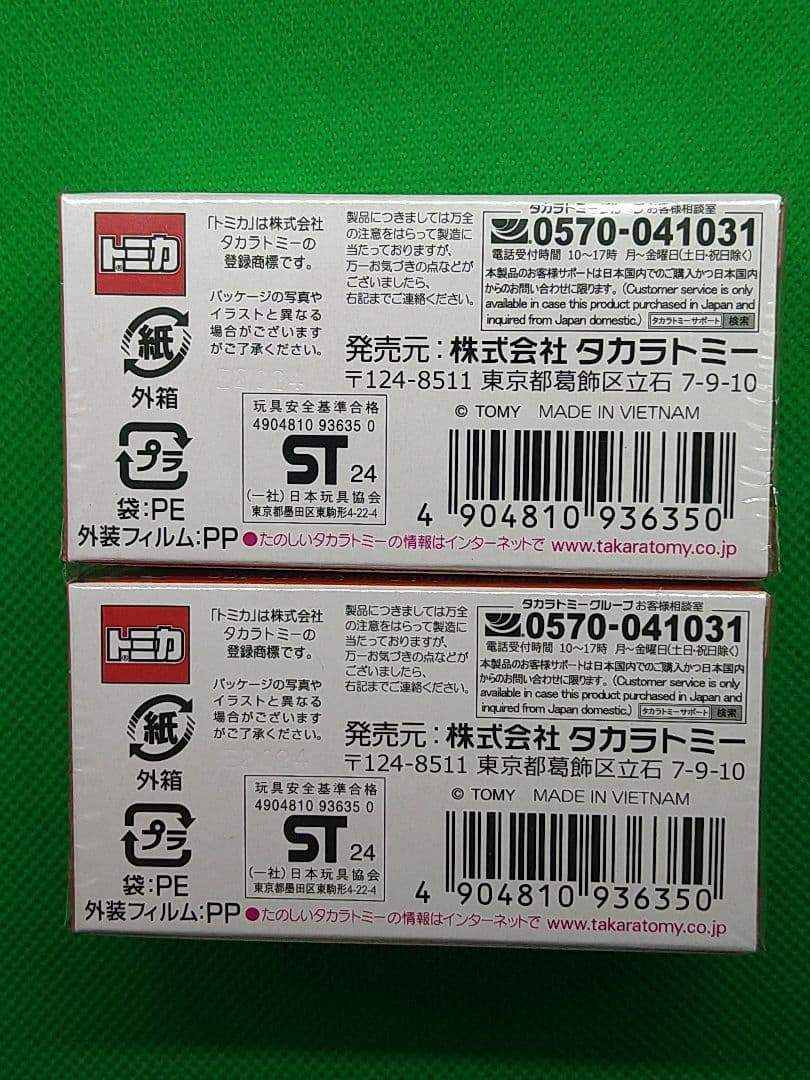 トミカ®
「トミカ」は株式会社
タカラトミーの
登録商標です。
パッケージの写真や
イラストと異なる
場合がございます
がご了承ください。
製品につきましては万全
の注意をはらって製造に
当たっておりますが、
万一お気づきの点などが
ございましたら、
右記までご連絡ください。
タカラトミーグループ お客様相談室
0570-041031
電話受付時間 10〜17時 月〜金曜日(土・日・祝日除く)
本製品のお客様サポートは日本国内でのご購入かつ日本国内
からのお問い合わせに限ります。(Customer service is only
available in case this product purchased in Japan and
inquired from Japan domestic.) タカラトミーサポート 検索
紙
外箱
プラ
袋:PE
外装フィルム:PP
発売元:株式会社 タカラトミー
〒124-8511 東京都葛飾区立石 7-9-10
玩具安全基準合格
4904810 93635 0
ST 24
(一社)日本玩具協会
東京都墨田区東駒形4-22-4
© TOMY MADE IN VIETNAM
4 904810 936350
●たのしいタカラトミーの情報はインターネットで www.takaratomy.co.jp
トミカ®
「トミカ」は株式会社
タカラトミーの
登録商標です。
パッケージの写真や
イラストと異なる
場合がございます
がご了承ください。
製品につきましては万全
の注意をはらって製造に
当たっておりますが、
万一お気づきの点などが
ございましたら、
右記までご連絡ください。
タカラトミーグループ お客様相談室
0570-041031
電話受付時間 10〜17時 月〜金曜日(土・日・祝日除く)
本製品のお客様サポートは日本国内でのご購入かつ日本国内
からのお問い合わせに限ります。(Customer service is only
available in case this product purchased in Japan and
inquired from Japan domestic.) タカラトミーサポート 検索
紙
外箱
プラ
袋:PE
外装フィルム:PP
発売元:株式会社 タカラトミー
〒124-8511 東京都葛飾区立石 7-9-10
玩具安全基準合格
4904810 93635 0
ST 24
(一社)日本玩具協会
東京都墨田区東駒形4-22-4
© TOMY MADE IN VIETNAM
4 904810 936350
●たのしいタカラトミーの情報はインターネットで www.takaratomy.co.jp